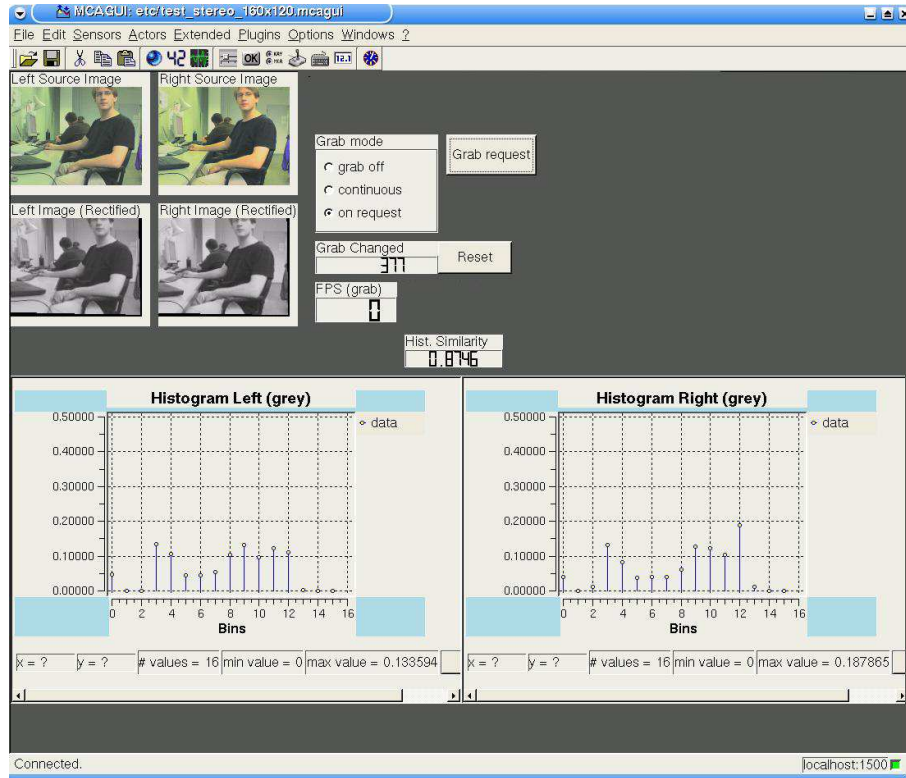 MCAGUI: etc/test_stereo_160x120.mcagui
File Edit Sensors Actors Extended Plugins Options Windows ?
42 OK 12.1
Left Source Image
Right Source Image
Grab mode
grab off
continuous
on request
Grab request
Left Image (Rectified)
Right Image (Rectified)
Grab Changed
377
Reset
FPS (grab)
0
Hist. Similarity
0.8746
Histogram Left (grey)
data
0.50000
0.40000
0.30000
0.20000
0.10000
0.00000
0 2 4 6 8 10 12 14 16
Bins
x = ? y = ? # values = 16 min value = 0 max value = 0.133594
Histogram Right (grey)
data
0.50000
0.40000
0.30000
0.20000
0.10000
0.00000
0 2 4 6 8 10 12 14 16
Bins
x = ? y = ? # values = 16 min value = 0 max value = 0.187865
Connected.
localhost:1500